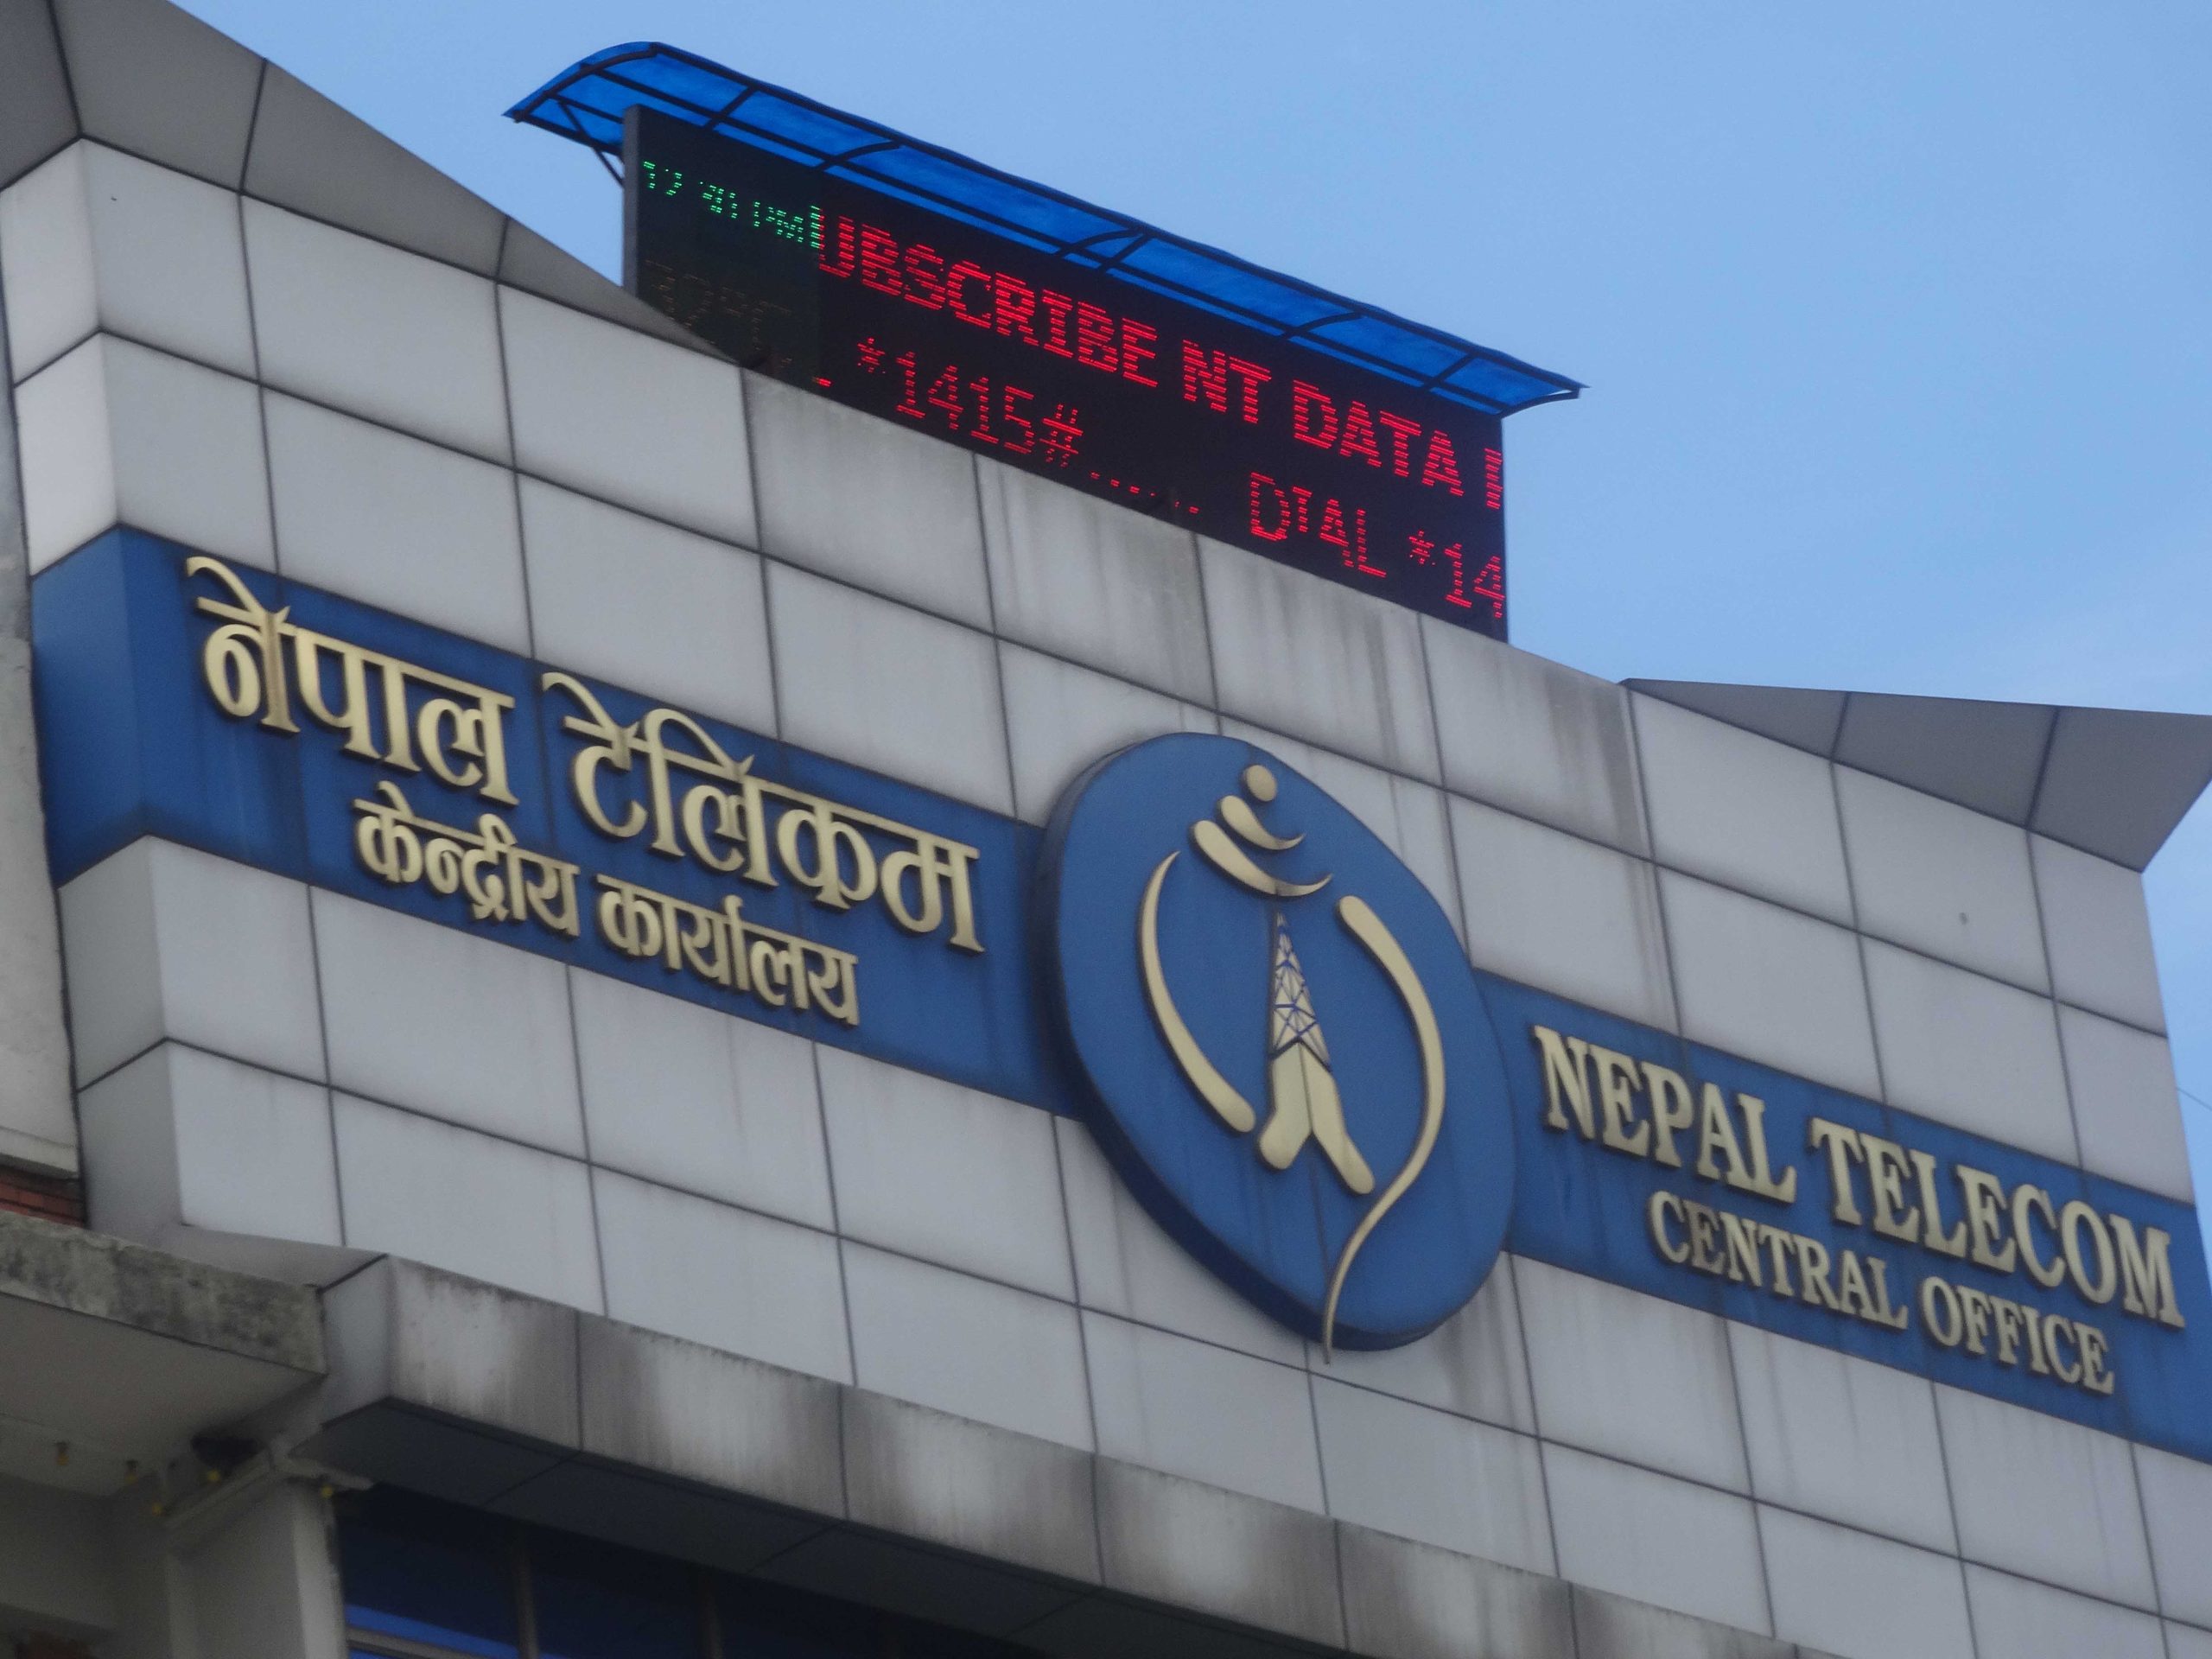 UBSCRIBE NT DATA
*1415#...... DIAL *14
नेपाल टेलिकम
केन्द्रीय कार्यालय
NEPAL TELECOM
CENTRAL OFFICE